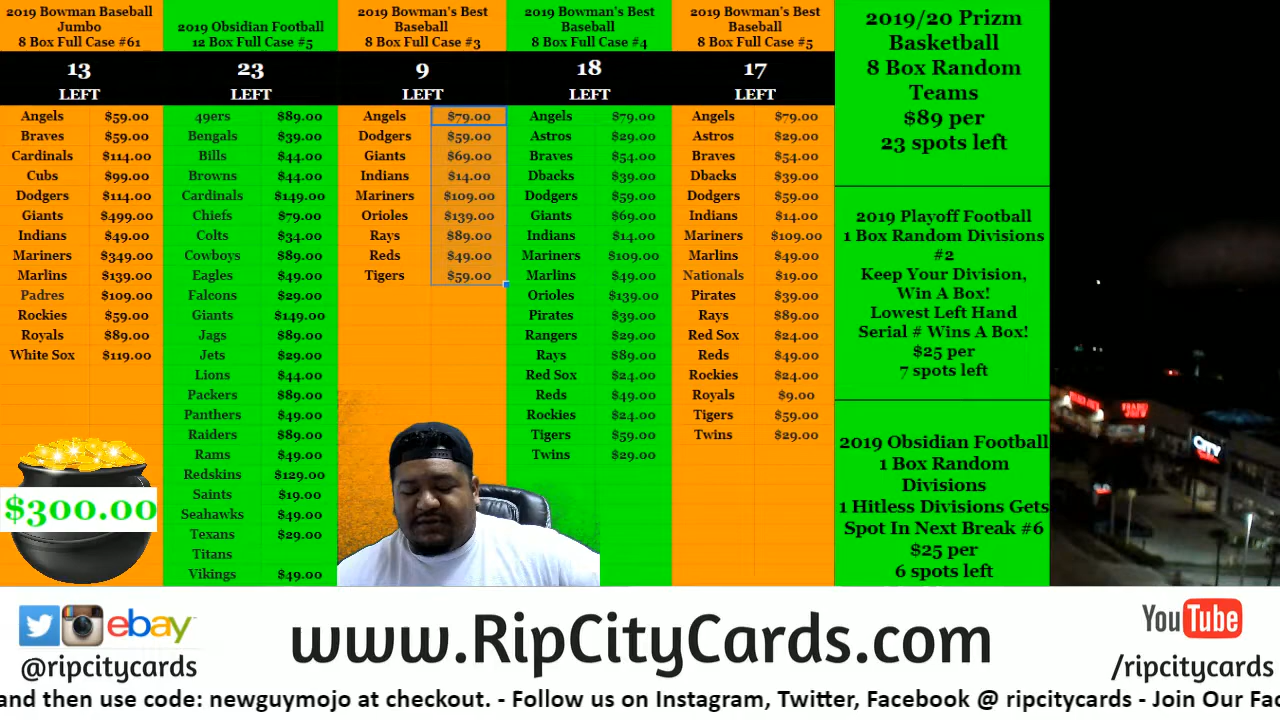 2019 Bowman Baseball
Jumbo
8 Box Full Case #61
13
LEFT
Angels $59.00
Braves $59.00
Cardinals $114.00
Cubs $99.00
Dodgers $114.00
Giants $499.00
Indians $49.00
Mariners $349.00
Marlins $139.00
Padres $109.00
Rockies $59.00
Royals $89.00
White Sox $119.00
$300.00
2019 Obsidian Football
12 Box Full Case #5
23
LEFT
49ers $89.00
Bengals $39.00
Bills $44.00
Browns $44.00
Cardinals $149.00
Chiefs $79.00
Colts $34.00
Cowboys $89.00
Eagles $49.00
Falcons $29.00
Giants $149.00
Jags $89.00
Jets $29.00
Lions $44.00
Packers $89.00
Panthers $49.00
Raiders $89.00
Rams $49.00
Redskins $129.00
Saints $19.00
Seahawks $49.00
Texans $29.00
Titans
Vikings $49.00
2019 Bowman's Best
Baseball
8 Box Full Case #3
9
LEFT
Angels $79.00
Dodgers $59.00
Giants $69.00
Indians $14.00
Mariners $109.00
Orioles $139.00
Rays $89.00
Reds $49.00
Tigers $59.00
2019 Bowman's Best
Baseball
8 Box Full Case #4
18
LEFT
Angels $79.00
Astros $29.00
Braves $54.00
Dbacks $39.00
Dodgers $59.00
Giants $69.00
Indians $14.00
Mariners $109.00
Marlins $49.00
Orioles $139.00
Pirates $39.00
Rangers $29.00
Rays $89.00
Red Sox $24.00
Reds $49.00
Rockies $24.00
Tigers $59.00
Twins $29.00
2019 Bowman's Best
Baseball
8 Box Full Case #5
17
LEFT
Angels $79.00
Astros $29.00
Braves $54.00
Dbacks $39.00
Dodgers $59.00
Indians $14.00
Mariners $109.00
Marlins $49.00
Nationals $19.00
Pirates $39.00
Rays $89.00
Red Sox $24.00
Reds $49.00
Rockies $24.00
Royals $9.00
Tigers $59.00
Twins $29.00
2019/20 Prizm
Basketball
8 Box Random
Teams
$89 per
23 spots left
2019 Playoff Football
1 Box Random Divisions
#2
Keep Your Division,
Win A Box!
Lowest Left Hand
Serial # Wins A Box!
$25 per
7 spots left
2019 Obsidian Football
1 Box Random
Divisions
1 Hitless Divisions Gets
Spot In Next Break #6
$25 per
6 spots left
CITY
ebay
@ripcitycards
www.RipCityCards.com
YouTube
/ripcitycards
and then use code: newguymojo at checkout. - Follow us on Instagram, Twitter, Facebook @ ripcitycards - Join Our Fac